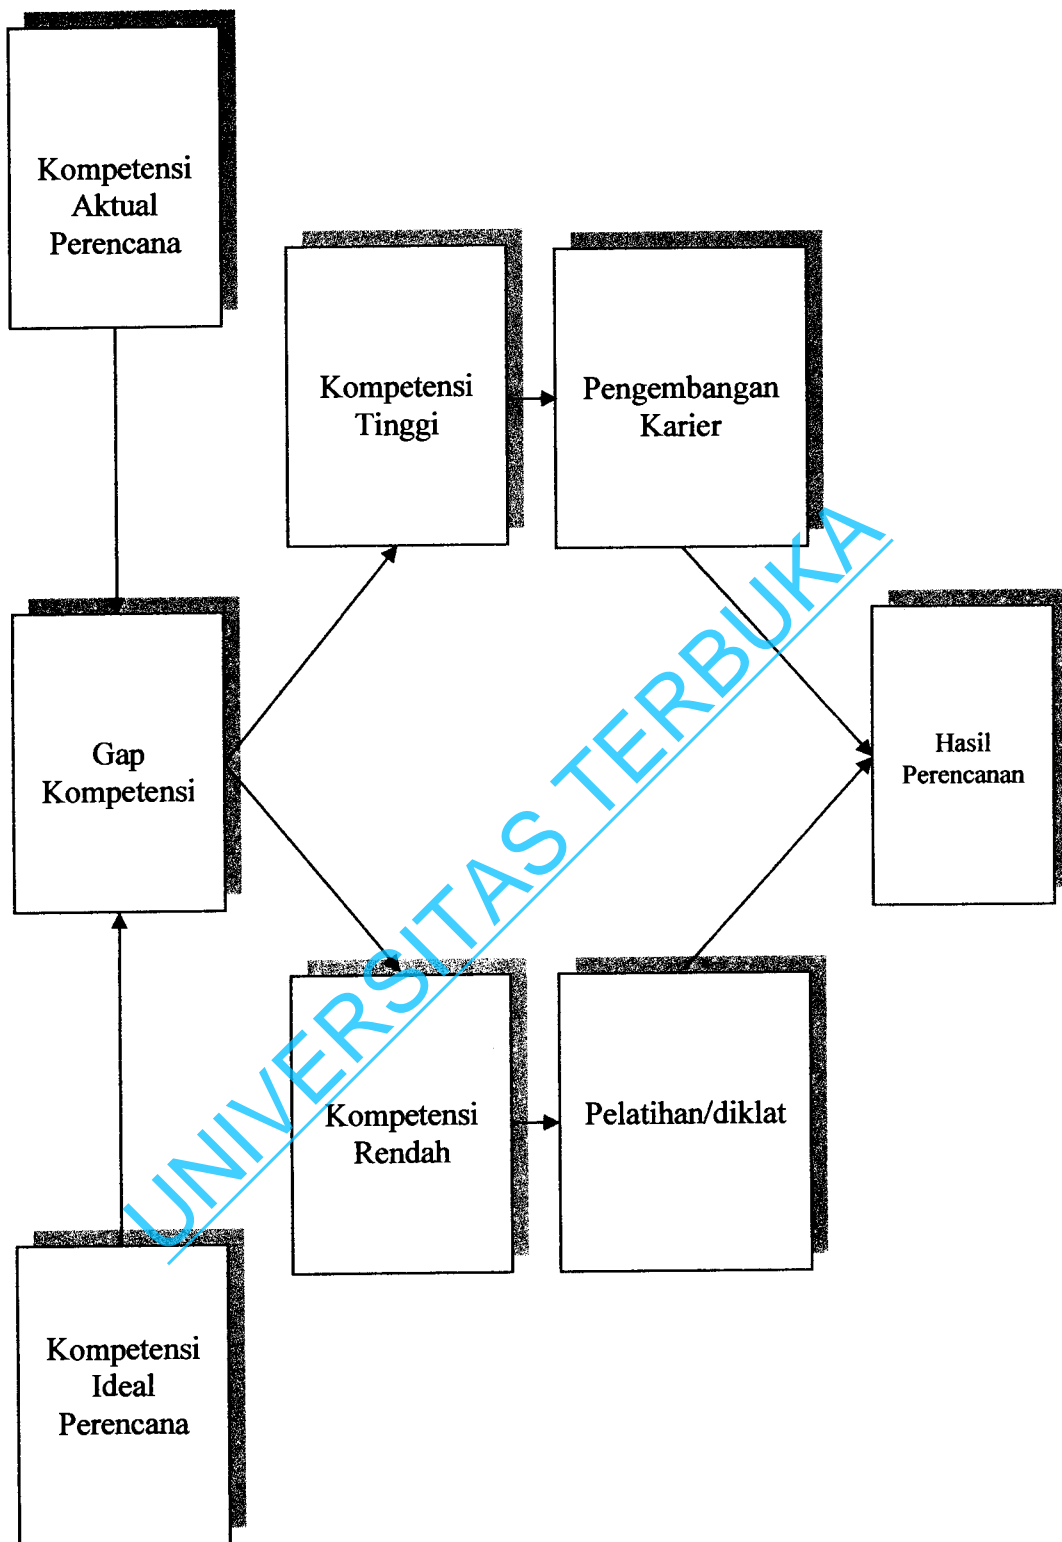 Kompetensi
Aktual
Perencana
Kompetensi
Tinggi
Pengembangan
Karier
Gap
Kompetensi
Hasil
Perencanan
Kompetensi
Rendah
Pelatihan/diklat
Kompetensi
Ideal
Perencana
UNIVERSITAS TERBUKA